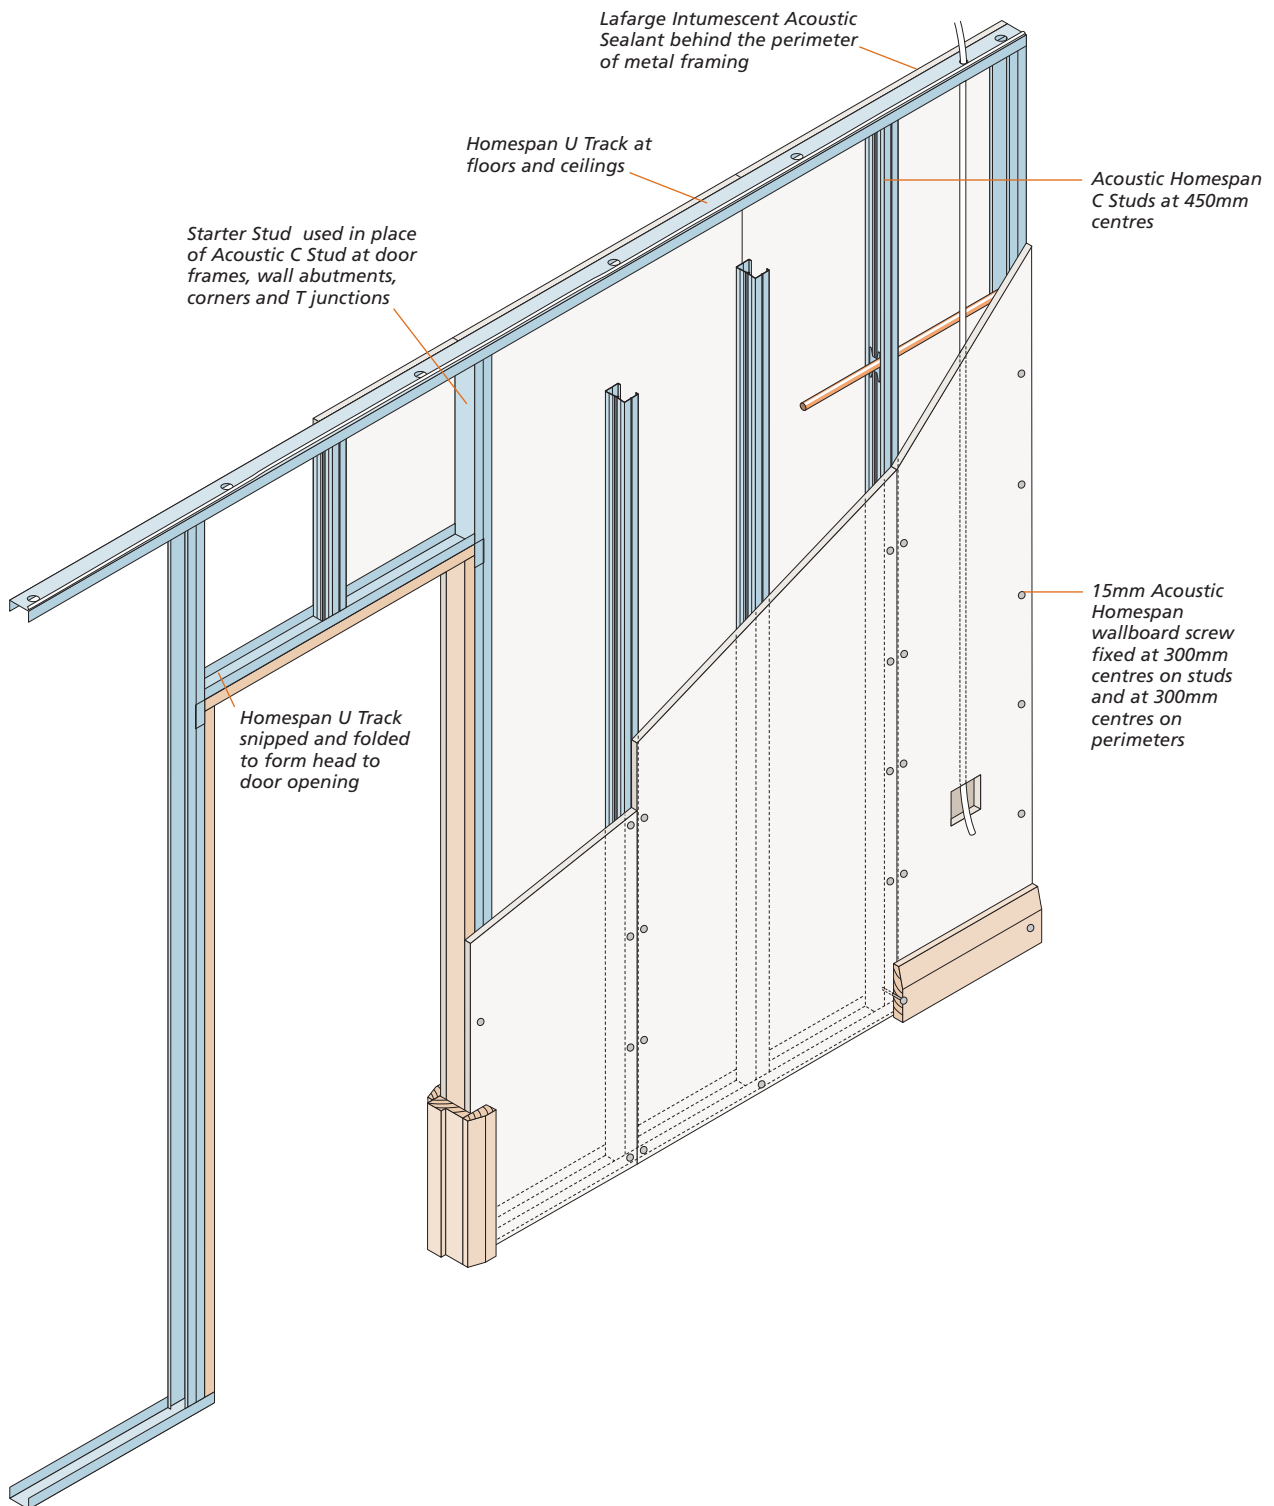 Lafarge Intumescent Acoustic
Sealant behind the perimeter
of metal framing
Homespan U Track at
floors and ceilings
Acoustic Homespan
C Studs at 450mm
centres
Starter Stud used in place
of Acoustic C Stud at door
frames, wall abutments,
corners and T junctions
15mm Acoustic
Homespan
wallboard screw
fixed at 300mm
centres on studs
and at 300mm
centres on
perimeters
Homespan U Track
snipped and folded
to form head to
door opening